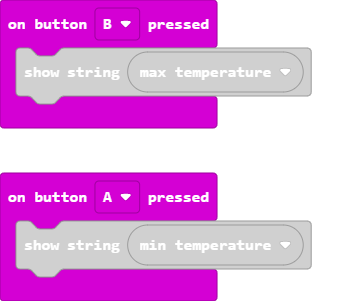 on button B pressed
show string max temperature
on button A pressed
show string min temperature